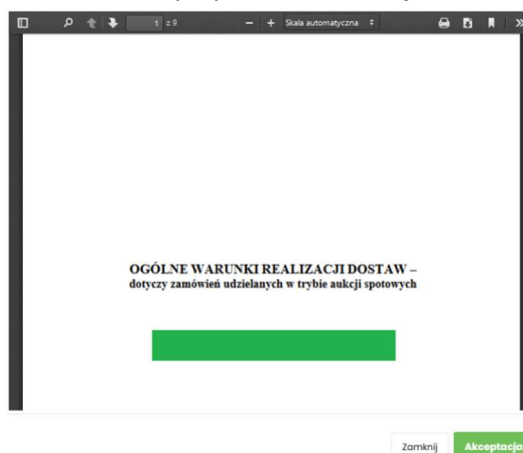 1 z 9
Skala automatyczna
OGÓLNE WARUNKI REALIZACJI DOSTAW –
dotyczy zamówień udzielanych w trybie aukcji spotowych
Zamknij
Akceptacja